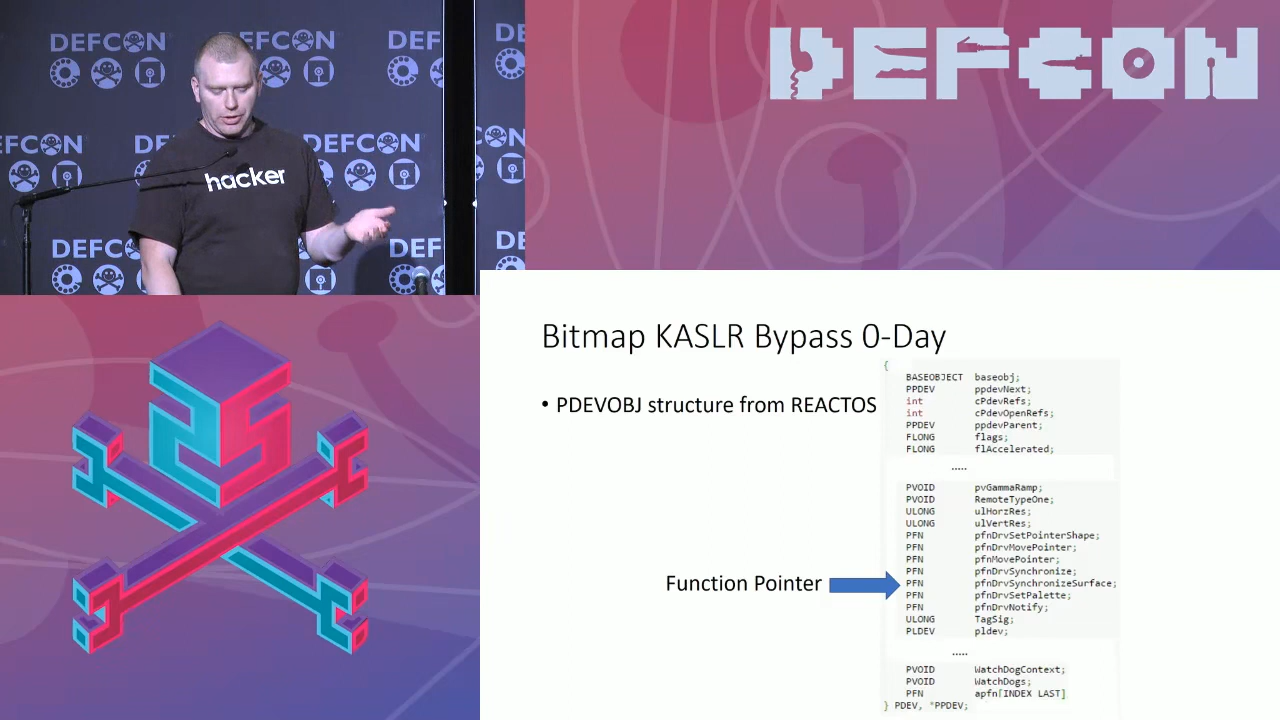 DEFCON
DEFCON
DEFCON
DEFCON
hacker
DEFCON
DEFCON
Bitmap KASLR Bypass 0-Day
• PDEVOBJ structure from REACTOS
{
BASEOBJECT baseobj;
PPDEV ppdevNext;
int cPdevRefs;
int cPdevOpenRefs;
PPDEV ppdevParent;
FLONG flags;
FLONG flAccelerated;
.....
PVOID pvGammaRamp;
PVOID RemoteTypeOne;
ULONG ulHorzRes;
ULONG ulVertRes;
PFN pfnDrvSetPointerShape;
PFN pfnDrvMovePointer;
PFN pfnMovePointer;
PFN pfnDrvSynchronize;
Function Pointer
PFN pfnDrvSynchronizeSurface;
PFN pfnDrvSetPalette;
PFN pfnDrvNotify;
ULONG TagSig;
PLDEV pldev;
.....
PVOID WatchDogContext;
PVOID WatchDogs;
PFN apfn[INDEX LAST]
} PDEV, *PPDEV;